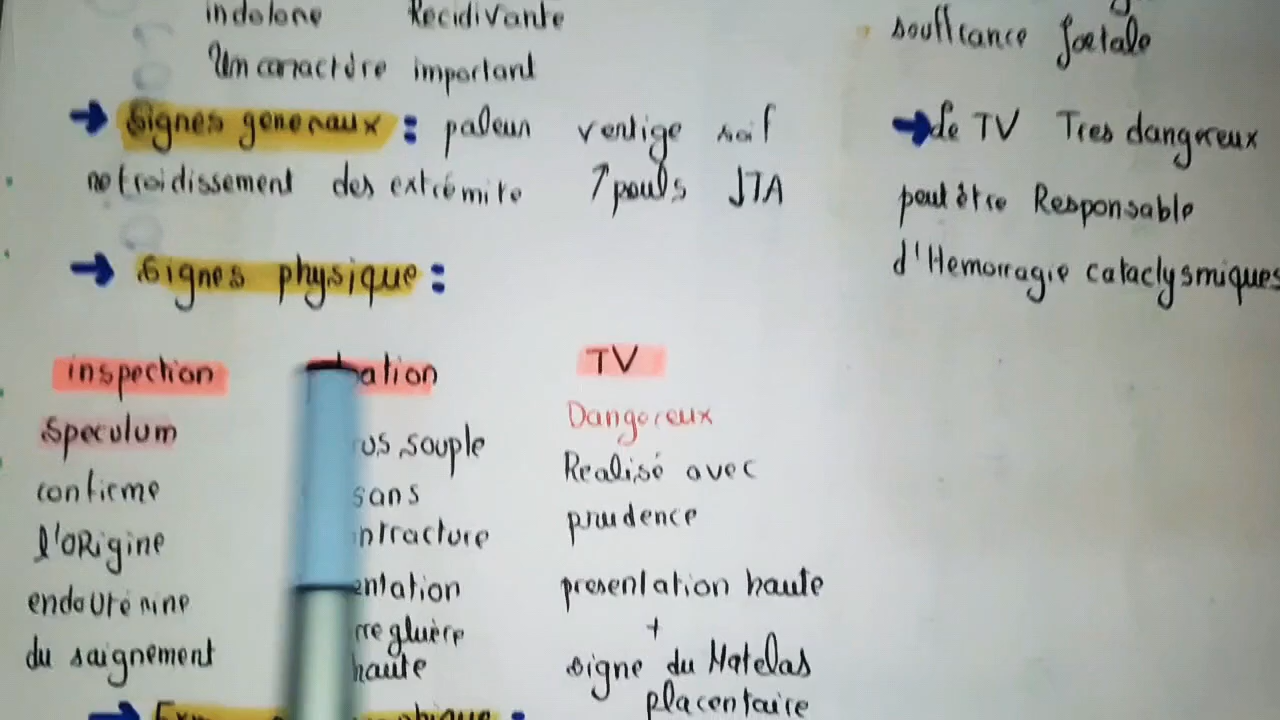 indolore Recidivante
Un caractère important
→ Signes generaux : paleur vertige soif
refroidissement des extrémite ↑ pouls ↓TA
→ Signes physique :
inspection
Speculum
confirme
l'ORigine
endoutérine
du saignement
ation
us souple
sans
ntracture
entation
rregluère
haute
TV
Dangereux
Realisé avec
prudence
presentation haute
+
signe du Matelas
placentaire
souffrance foetale
→ Le TV Tres dangereux
peut être Responsable
d'Hemorragie cataclysmiques